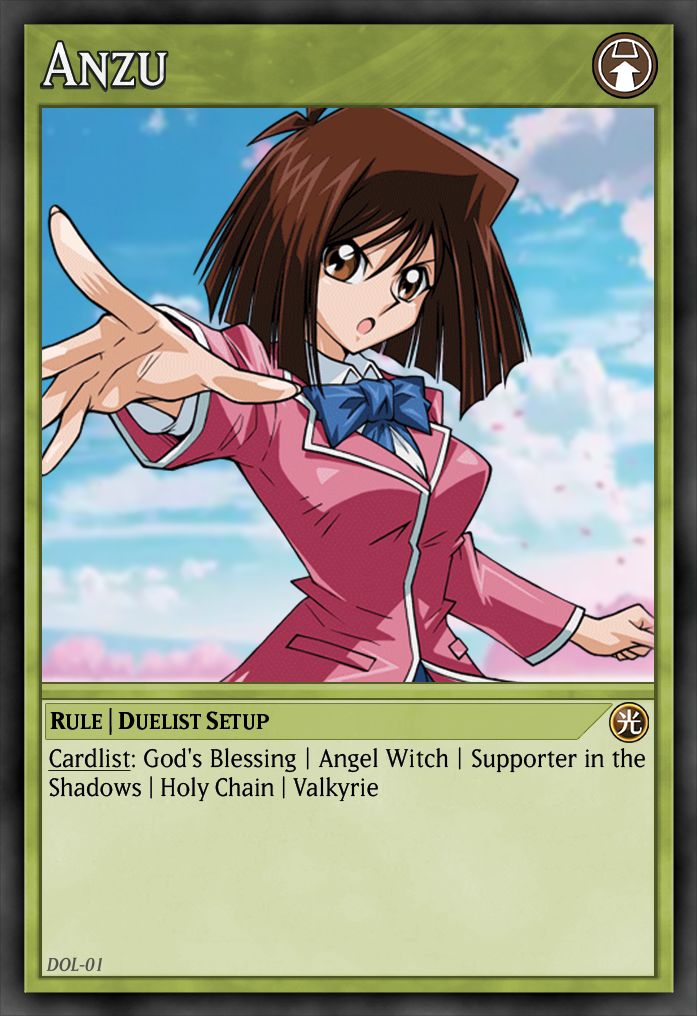 Anzu
Rule | Duelist Setup
光
Cardlist: God's Blessing | Angel Witch | Supporter in the
Shadows | Holy Chain | Valkyrie
DOL-01